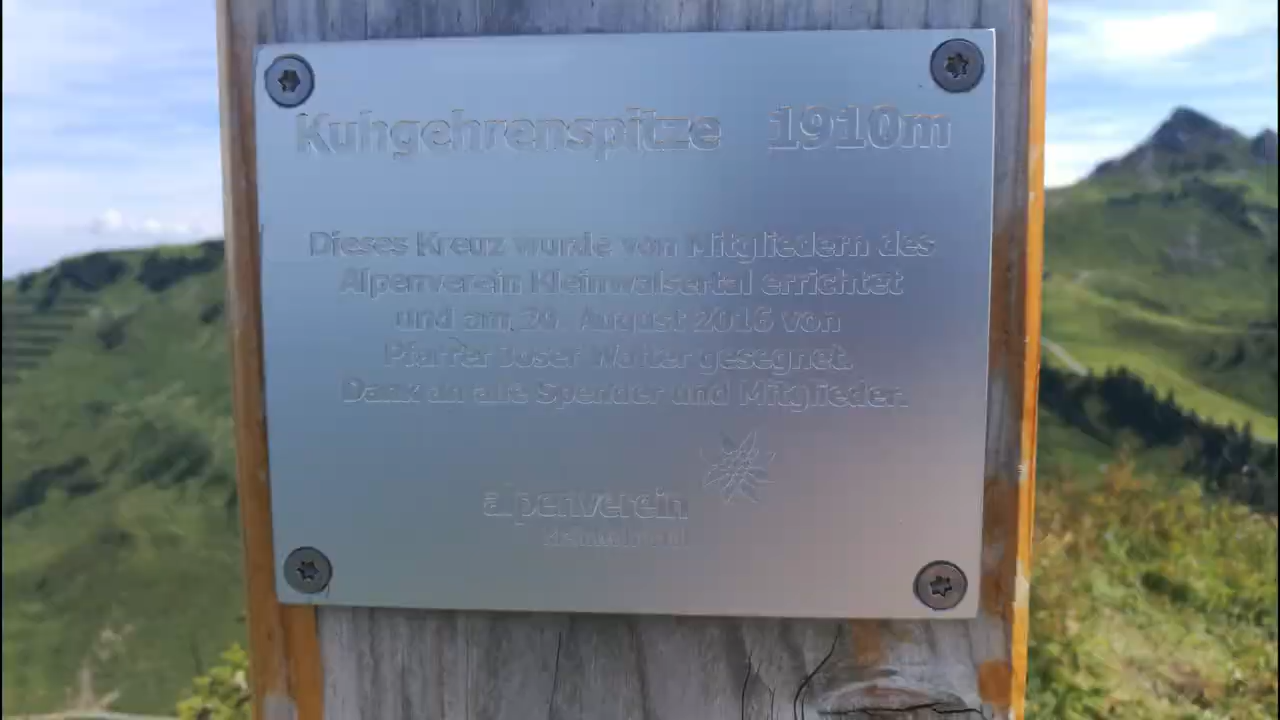 Kuhgehrenspitze 1910m
Dieses Kreuz wurde von Mitgliedern des
Alpenverein Kleinwalsertal errichtet
und am August 2016 von
Pfarrer Josef Walter gesegnet.
Dank an alle Spender und Mitglieder.
alpenverein